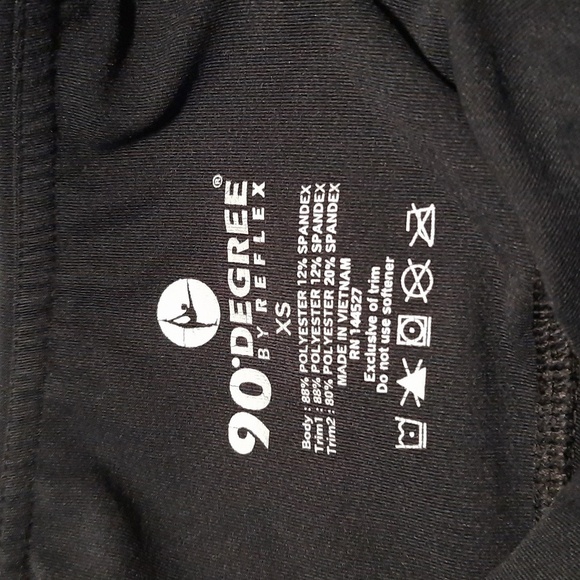 90°DEGREE®
BY REFLEX
XS
Body : 88% POLYESTER 12% SPANDEX
Trim1 : 88% POLYESTER 12% SPANDEX
Trim2 : 80% POLYESTER 20% SPANDEX
MADE IN VIETNAM
RN 144527
Exclusive of trim
Do not use softener